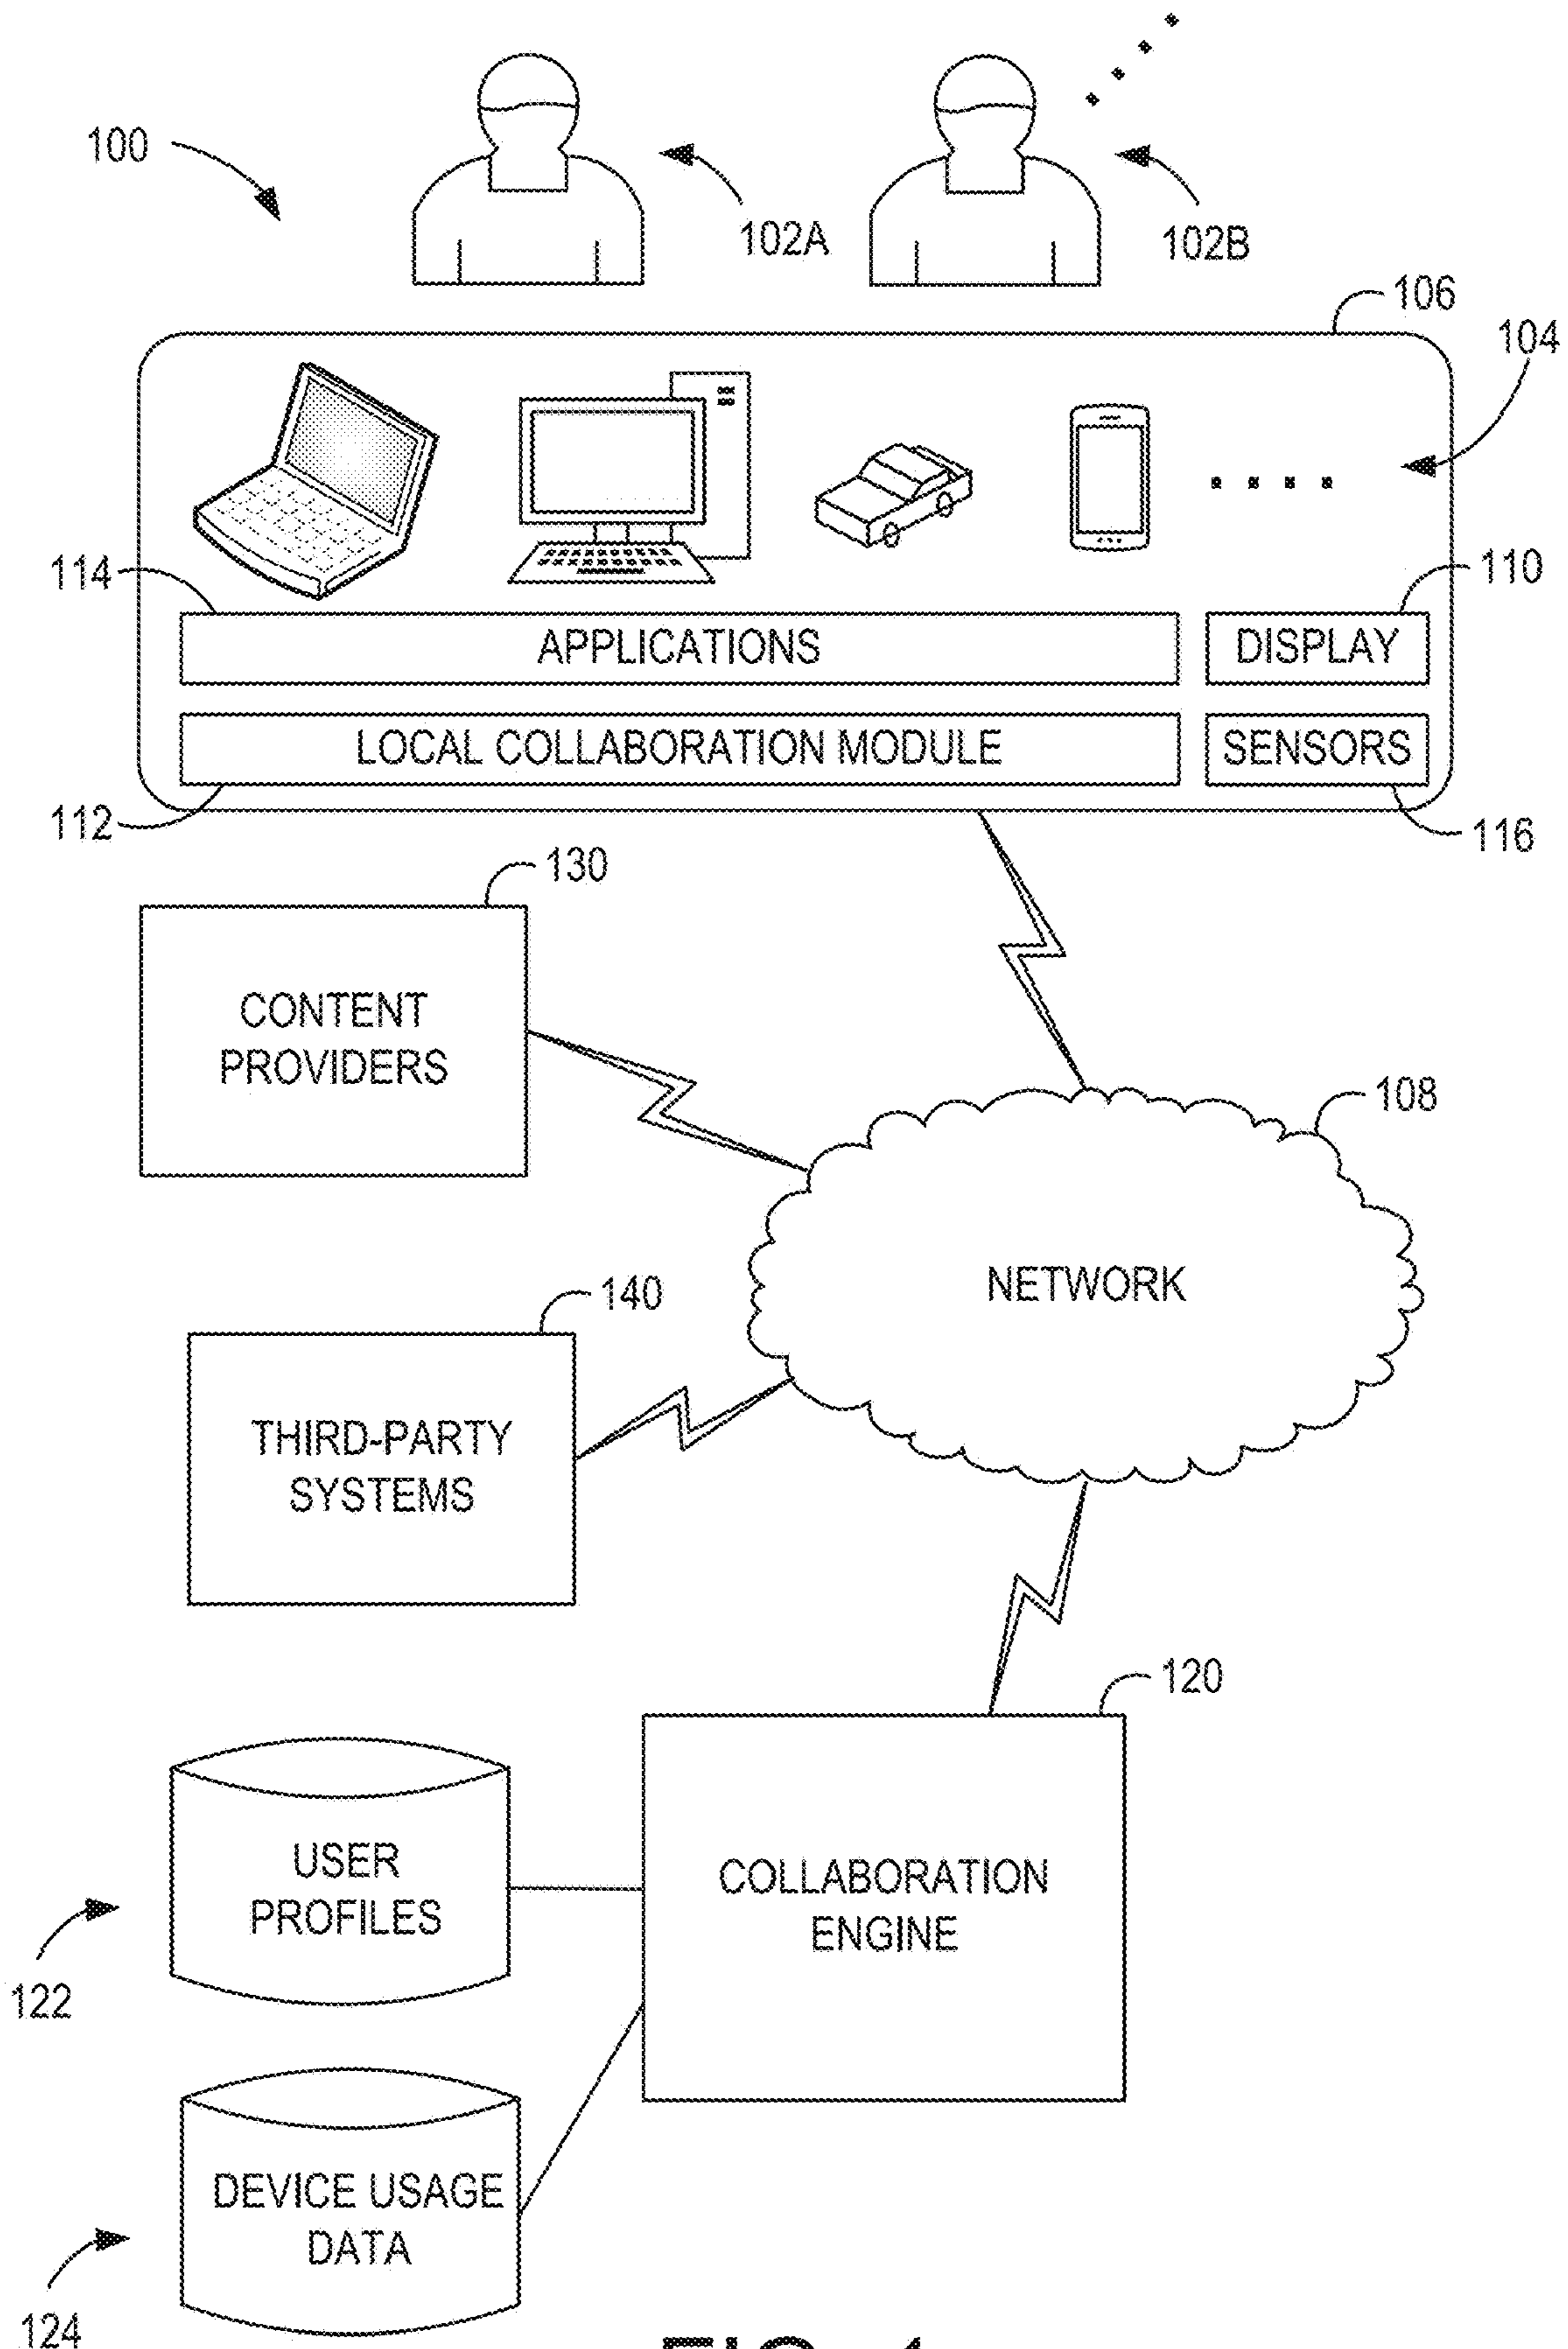 100
102A
102B
106
104
114
110
APPLICATIONS
DISPLAY
LOCAL COLLABORATION MODULE
SENSORS
112
116
130
CONTENT
PROVIDERS
108
NETWORK
140
THIRD-PARTY
SYSTEMS
120
USER
PROFILES
COLLABORATION
ENGINE
122
DEVICE USAGE
DATA
124